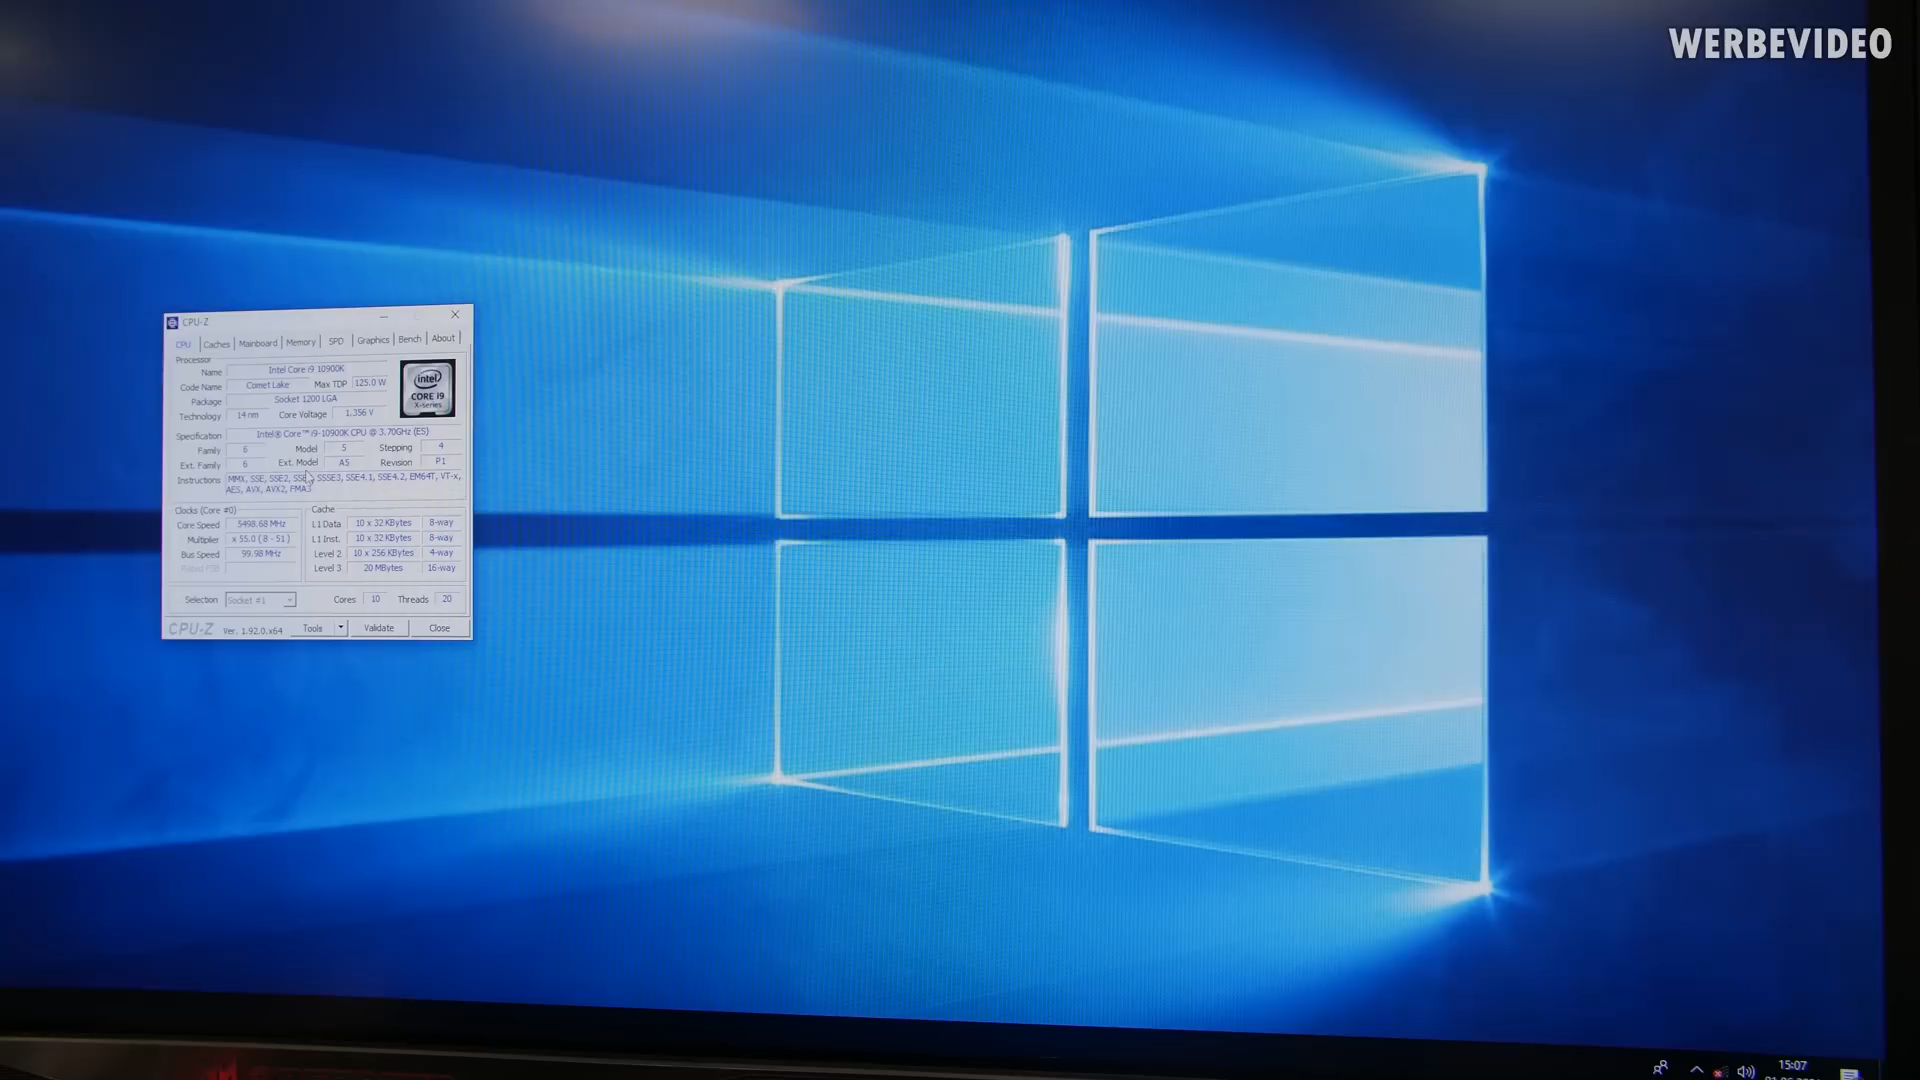 WERBEVIDEO
CPU-Z
CPU Caches Mainboard Memory SPD Graphics Bench About
Processor
Name Intel Core i9 10900K
Code Name Comet Lake Max TDP 125.0 W
Package Socket 1200 LGA
Technology 14 nm Core Voltage 1.356 V
intel
CORE i9
X-series
Specification Intel® Core™ i9-10900K CPU @ 3.70GHz (ES)
Family 6 Model 5 Stepping 4
Ext. Family 6 Ext. Model A5 Revision P1
Instructions MMX, SSE, SSE2, SSSE3, SSE4.1, SSE4.2, EM64T, VT-x,
AES, AVX, AVX2, FMA3
Clocks (Core #0) Cache
Core Speed 5498.68 MHz L1 Data 10 x 32 KBytes 8-way
Multiplier x 55.0 ( 8 - 51 ) L1 Inst. 10 x 32 KBytes 8-way
Bus Speed 99.98 MHz Level 2 10 x 256 KBytes 4-way
Rated FSB Level 3 20 MBytes 16-way
Selection Socket #1 Cores 10 Threads 20
CPU-Z Ver. 1.92.0.x64 Tools Validate Close
15:07